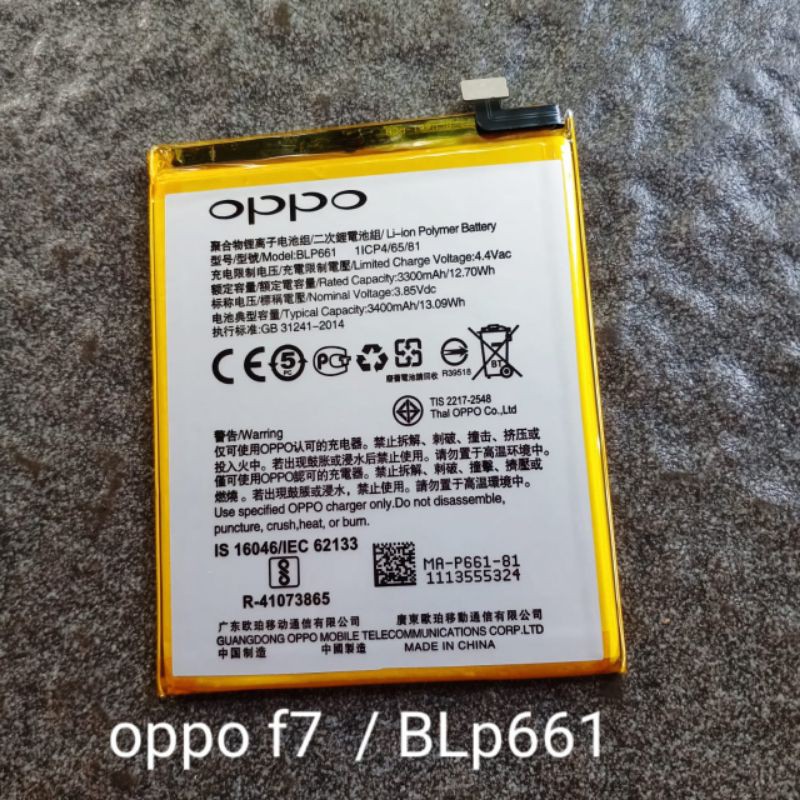 oppo
聚合物锂离子电池组/二次鋰電池組/ Li-ion Polymer Battery
型号/型號/Model:BLP661 1ICP4/65/81
充电限制电压/充電限制電壓/Limited Charge Voltage:4.4Vac
额定容量/額定容量/Rated Capacity:3300mAh/12.70Wh
标称电压/標稱電壓/Nominal Voltage:3.85Vdc
电池典型容量/Typical Capacity:3400mAh/13.09Wh
执行标准:GB 31241-2014
CE 5 PC PCT 廢電池請回收 R39518 BT
TIS 2217-2548
Thai OPPO Co.,Ltd
警告/Warring
仅可使用OPPO认可的充电器。禁止拆解、刺破、撞击、挤压或
投入火中。若出现鼓胀或浸水后禁止使用。请勿置于高温环境中。
僅可使用OPPO認可的充電器。禁止拆解、刺破、撞擊、擠壓或
燃燒。若出現鼓脹或浸水，禁止使用。請勿置于高溫環境中。
Use specified OPPO charger only.Do not disassemble,
puncture, crush,heat, or burn.
IS 16046/IEC 62133
R-41073865
MA-P661-81
1113555324
广东欧珀移动通信有限公司 廣東歐珀移動通信有限公司
GUANGDONG OPPO MOBILE TELECOMMUNICATIONS CORP.LTD
中国制造 中國製造 MADE IN CHINA
oppo f7 / BLp661